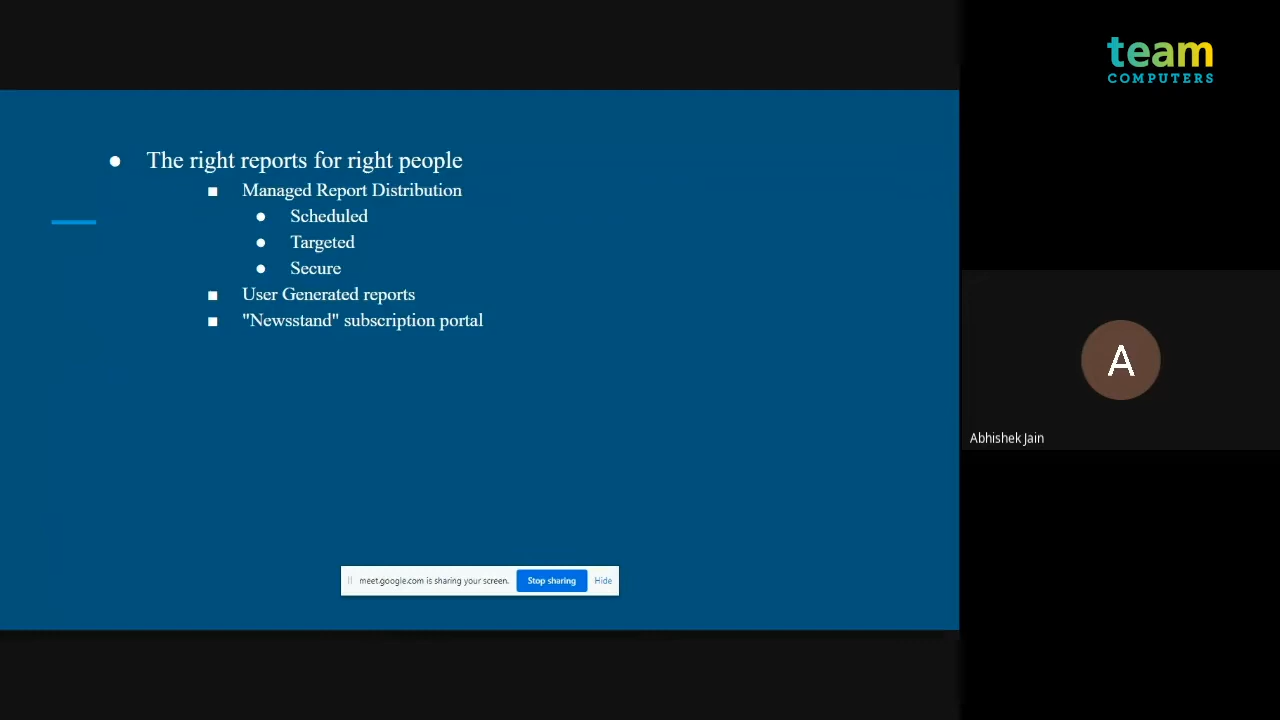 team
COMPUTERS
● The right reports for right people
■ Managed Report Distribution
● Scheduled
● Targeted
● Secure
■ User Generated reports
■ "Newsstand" subscription portal
A
Abhishek Jain
meet.google.com is sharing your screen. Stop sharing Hide